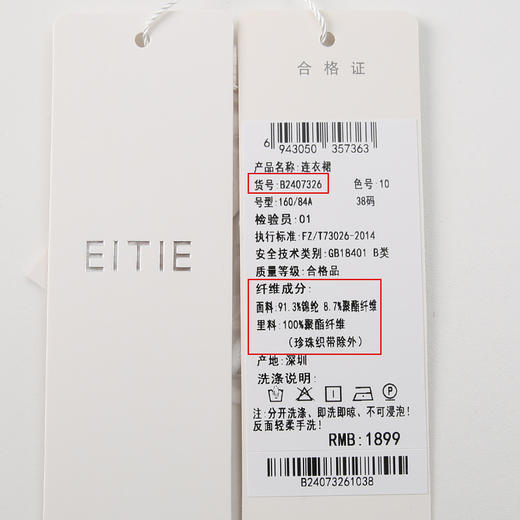 EITIE
合格证
6 943050 357363
产品名称:连衣裙
货号:B2407326 色号:10
号型:160/84A 38码
检验员:01
执行标准:FZ/T73026-2014
安全技术类别:GB18401 B类
质量等级:合格品
纤维成分:
面料:91.3%锦纶 8.7%聚酯纤维
里料:100%聚酯纤维
(珍珠织带除外)
产地:深圳
洗涤说明:
注:分开洗涤、即洗即晾、不可浸泡!
反面轻柔手洗!
RMB:1899
B24073261038